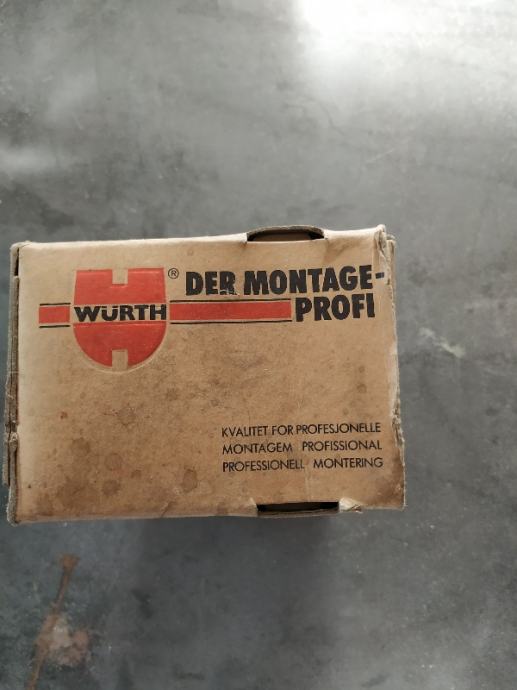 WÜRTH ® DER MONTAGE-
PROFI
KVALITET FOR PROFESJONELLE
MONTAGEM PROFISSIONAL
PROFESSIONELL MONTERING